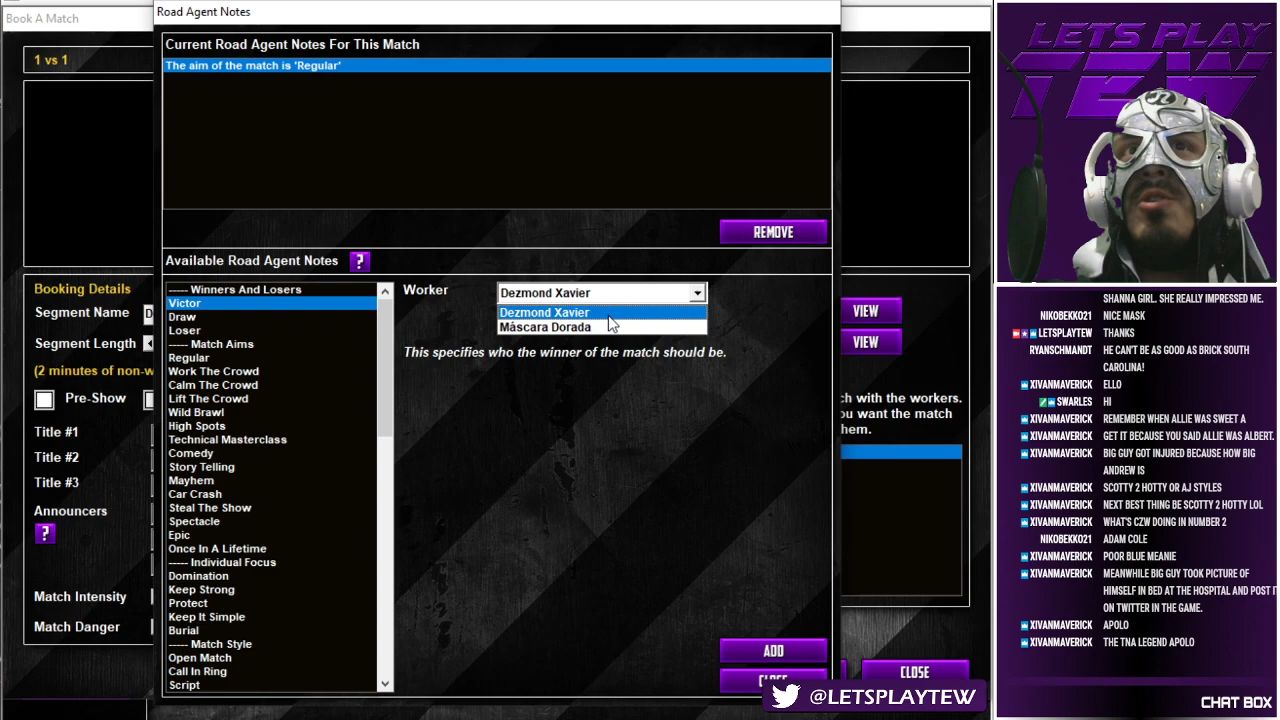 Book A Match
Road Agent Notes
1 vs 1
Current Road Agent Notes For This Match
The aim of the match is 'Regular'
REMOVE
Available Road Agent Notes
?
----- Winners And Losers
Victor
Draw
Loser
----- Match Aims
Regular
Work The Crowd
Calm The Crowd
Lift The Crowd
Wild Brawl
High Spots
Technical Masterclass
Comedy
Story Telling
Mayhem
Car Crash
Steal The Show
Spectacle
Epic
Once In A Lifetime
----- Individual Focus
Domination
Keep Strong
Protect
Keep It Simple
Burial
----- Match Style
Open Match
Call In Ring
Script
Worker
Dezmond Xavier
Dezmond Xavier
Máscara Dorada
This specifies who the winner of the match should be.
ADD
Booking Details
Segment Name D
Segment Length
(2 minutes of non-w
Pre-Show
Title #1
Title #2
Title #3
Announcers
?
Match Intensity
Match Danger
VIEW
VIEW
ch with the workers.
ou want the match
hem.
CLOSE
@LETSPLAYTEW
LETS PLAY
TEW
SHANNA GIRL. SHE REALLY IMPRESSED ME.
NIKOBEKKO21 NICE MASK
LETSPLAYTEW THANKS
RYANSCHMANDT HE CAN'T BE AS GOOD AS BRICK SOUTH
CAROLINA!
XIVANMAVERICK ELLO
SWARLES HI
XIVANMAVERICK REMEMBER WHEN ALLIE WAS SWEET A
XIVANMAVERICK GET IT BECAUSE YOU SAID ALLIE WAS ALBERT.
XIVANMAVERICK BIG GUY GOT INJURED BECAUSE HOW BIG
ANDREW IS
XIVANMAVERICK SCOTTY 2 HOTTY OR AJ STYLES
XIVANMAVERICK NEXT BEST THING BE SCOTTY 2 HOTTY LOL
XIVANMAVERICK WHAT'S CZW DOING IN NUMBER 2
NIKOBEKKO21 ADAM COLE
XIVANMAVERICK POOR BLUE MEANIE
XIVANMAVERICK MEANWHILE BIG GUY TOOK PICTURE OF
HIMSELF IN BED AT THE HOSPITAL AND POST IT
ON TWITTER IN THE GAME.
XIVANMAVERICK APOLO
XIVANMAVERICK THE TNA LEGEND APOLO
CHAT BOX